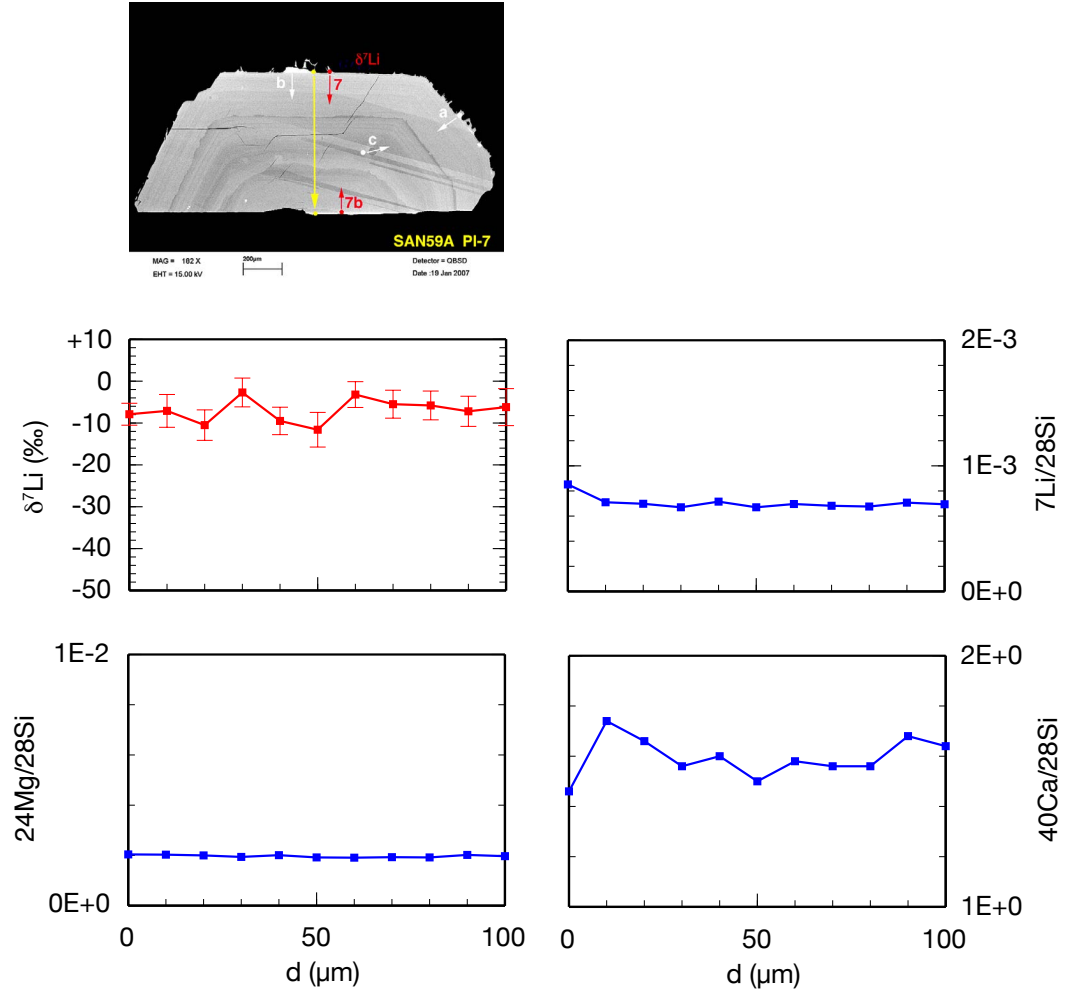 δ⁷Li
b
7
a
c
7b
SAN59A PI-7
MAG = 182 X
200µm
Detector = QBSD
EHT = 15.00 kV
Date :19 Jan 2007
+10
0
-10
-20
-30
-40
-50
δ⁷Li (‰)
2E-3
1E-3
0E+0
7Li/28Si
1E-2
0E+0
24Mg/28Si
0 50 100
d (µm)
2E+0
1E+0
40Ca/28Si
0 50 100
d (µm)